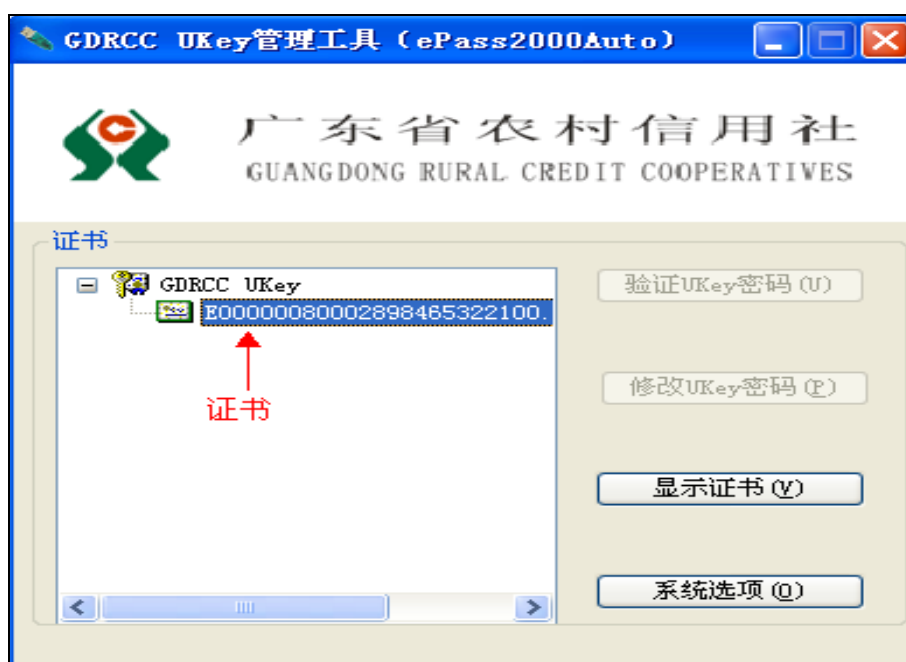 GDRCC UKey管理工具（ePass2000Auto）
广东省农村信用社
GUANGDONG RURAL CREDIT COOPERATIVES
证书
GDRCC UKey
E0000008000289846532210​0.
证书
验证UKey密码(U)
修改UKey密码(P)
显示证书(V)
系统选项(O)